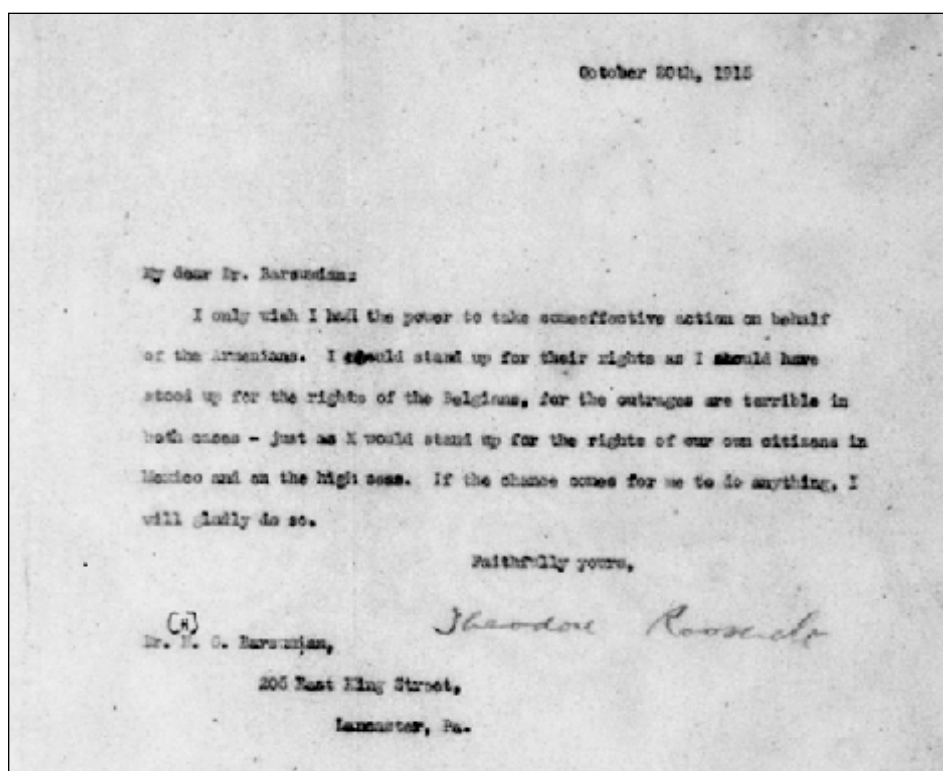 October 20th, 1915
My dear Dr. Barsumian:
I only wish I had the power to take someeffective action on behalf
of the Armenians. I would stand up for their rights as I should have
stood up for the rights of the Belgians, for the outrages are terrible in
both cases - just as I would stand up for the rights of our own citizens in
Mexico and on the high seas. If the chance comes for me to do anything, I
will gladly do so.
Faithfully yours,
Theodore Roosevelt
(H)
Dr. G. Barsumian,
East King Street,
Lancaster, Pa.